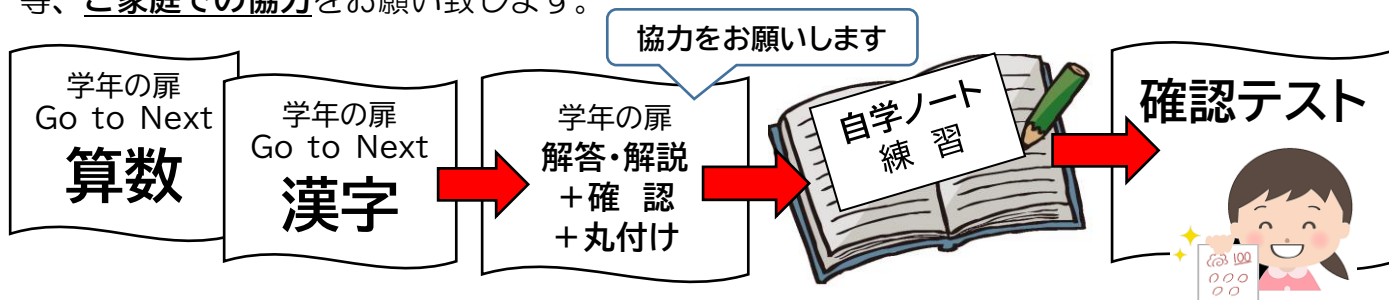 等、ご家庭での協力をお願い致します。
協力をお願いします
学年の扉
Go to Next
算数
学年の扉
Go to Next
漢字
学年の扉
解答・解説
＋確　認
＋丸付け
自学ノート
練　習
確認テスト
100